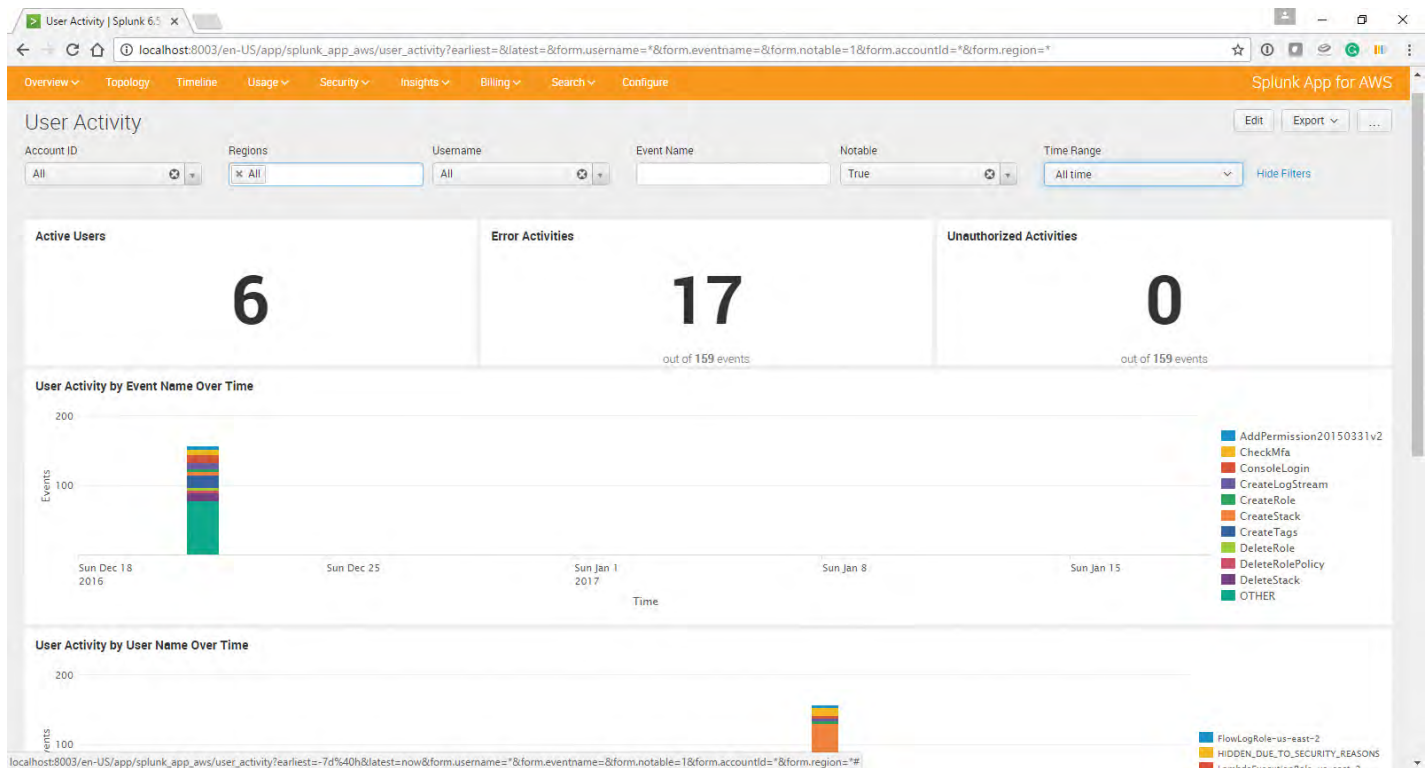 User Activity | Splunk 6.5
localhost:8003/en-US/app/splunk_app_aws/user_activity?earliest=&latest=&form.username=*&form.eventname=&form.notable=1&form.accountId=*&form.region=*
Overview Topology Timeline Usage Security Insights Billing Search Configure Splunk App for AWS
User Activity Edit Export ...
Account ID Regions Username Event Name Notable Time Range
All All All True All time Hide Filters
Active Users Error Activities Unauthorized Activities
6 17 0
out of 159 events out of 159 events
User Activity by Event Name Over Time
200
100
Events
Sun Dec 18 Sun Dec 25 Sun Jan 1 Sun Jan 8 Sun Jan 15
2016 2017
Time
AddPermission20150331v2
CheckMfa
ConsoleLogin
CreateLogStream
CreateRole
CreateStack
CreateTags
DeleteRole
DeleteRolePolicy
DeleteStack
OTHER
User Activity by User Name Over Time
200
100
FlowLogRole-us-east-2
HIDDEN_DUE_TO_SECURITY_REASONS
localhost:8003/en-US/app/splunk_app_aws/user_activity?earliest=-7d%40h&latest=now&form.username=*&form.eventname=&form.notable=1&form.accountId=*&form.region=*#